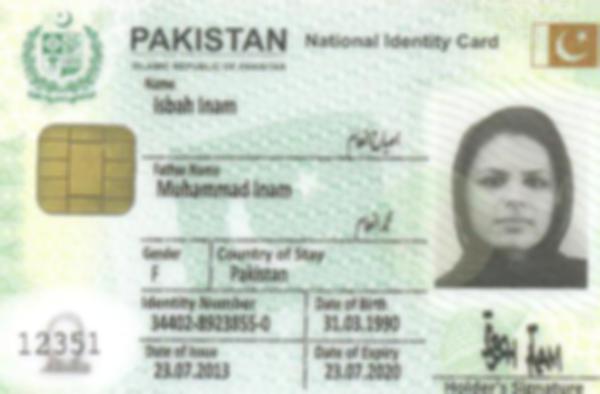 PAKISTAN National Identity Card
ISLAMIC REPUBLIC OF PAKISTAN
Name
Isbah Inam
اصباح انعام
Father Name
Muhammad Inam
محمد انعام
Gender Country of Stay
F Pakistan
Identity Number Date of Birth
34402-8923855-0 31.03.1990
12351
Date of Issue Date of Expiry
23.07.2013 23.07.2020
Holder's Signature